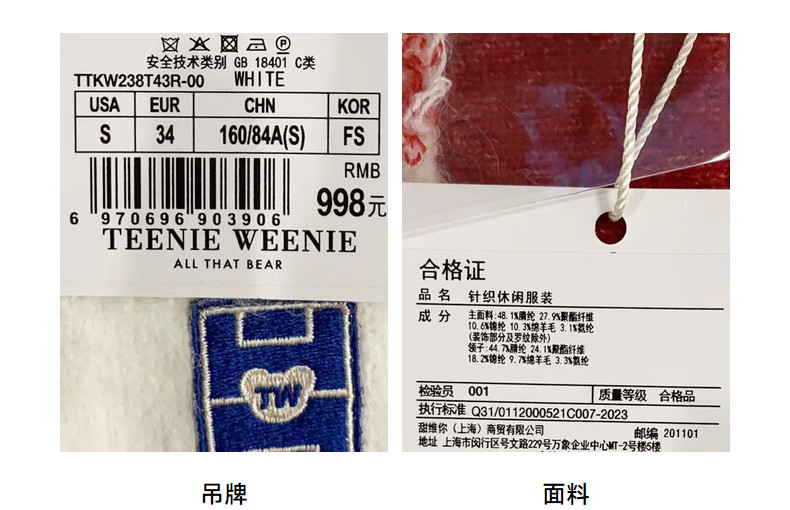 安全技术类别 GB 18401 C类
TTKW238T43R-00 WHITE
USA EUR CHN KOR
S 34 160/84A(S) FS
RMB
998元
6 970696 903906
TEENIE WEENIE
ALL THAT BEAR
TW
合格证
品名 针织休闲服装
成分 主面料:48.1%腈纶 27.9%聚酯纤维
10.6%锦纶 10.3%绵羊毛 3.1%氨纶
(装饰部分及罗纹除外)
领子:44.7%腈纶 24.1%聚酯纤维
18.2%锦纶 9.7%绵羊毛 3.3%氨纶
检验员 001 质量等级 合格品
执行标准 Q31/0112000521C007-2023
甜维你（上海）商贸有限公司 邮编 201101
地址 上海市闵行区号文路229号万象企业中心MT-2号楼5楼
吊牌
面料